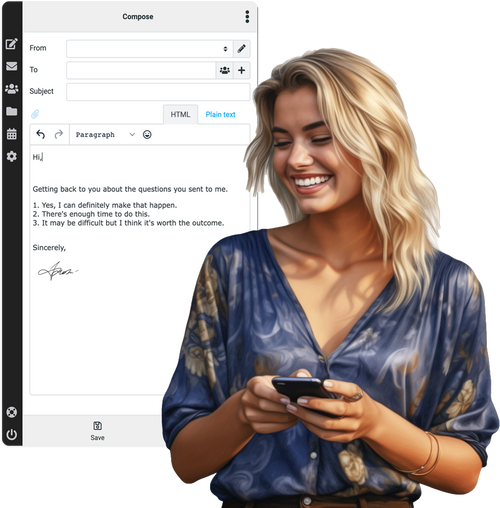 Compose
From
To
Subject
HTML Plain text
Paragraph
Hi,
Getting back to you about the questions you sent to me.
1. Yes, I can definitely make that happen.
2. There's enough time to do this.
3. It may be difficult but I think it's worth the outcome.
Sincerely,
Save